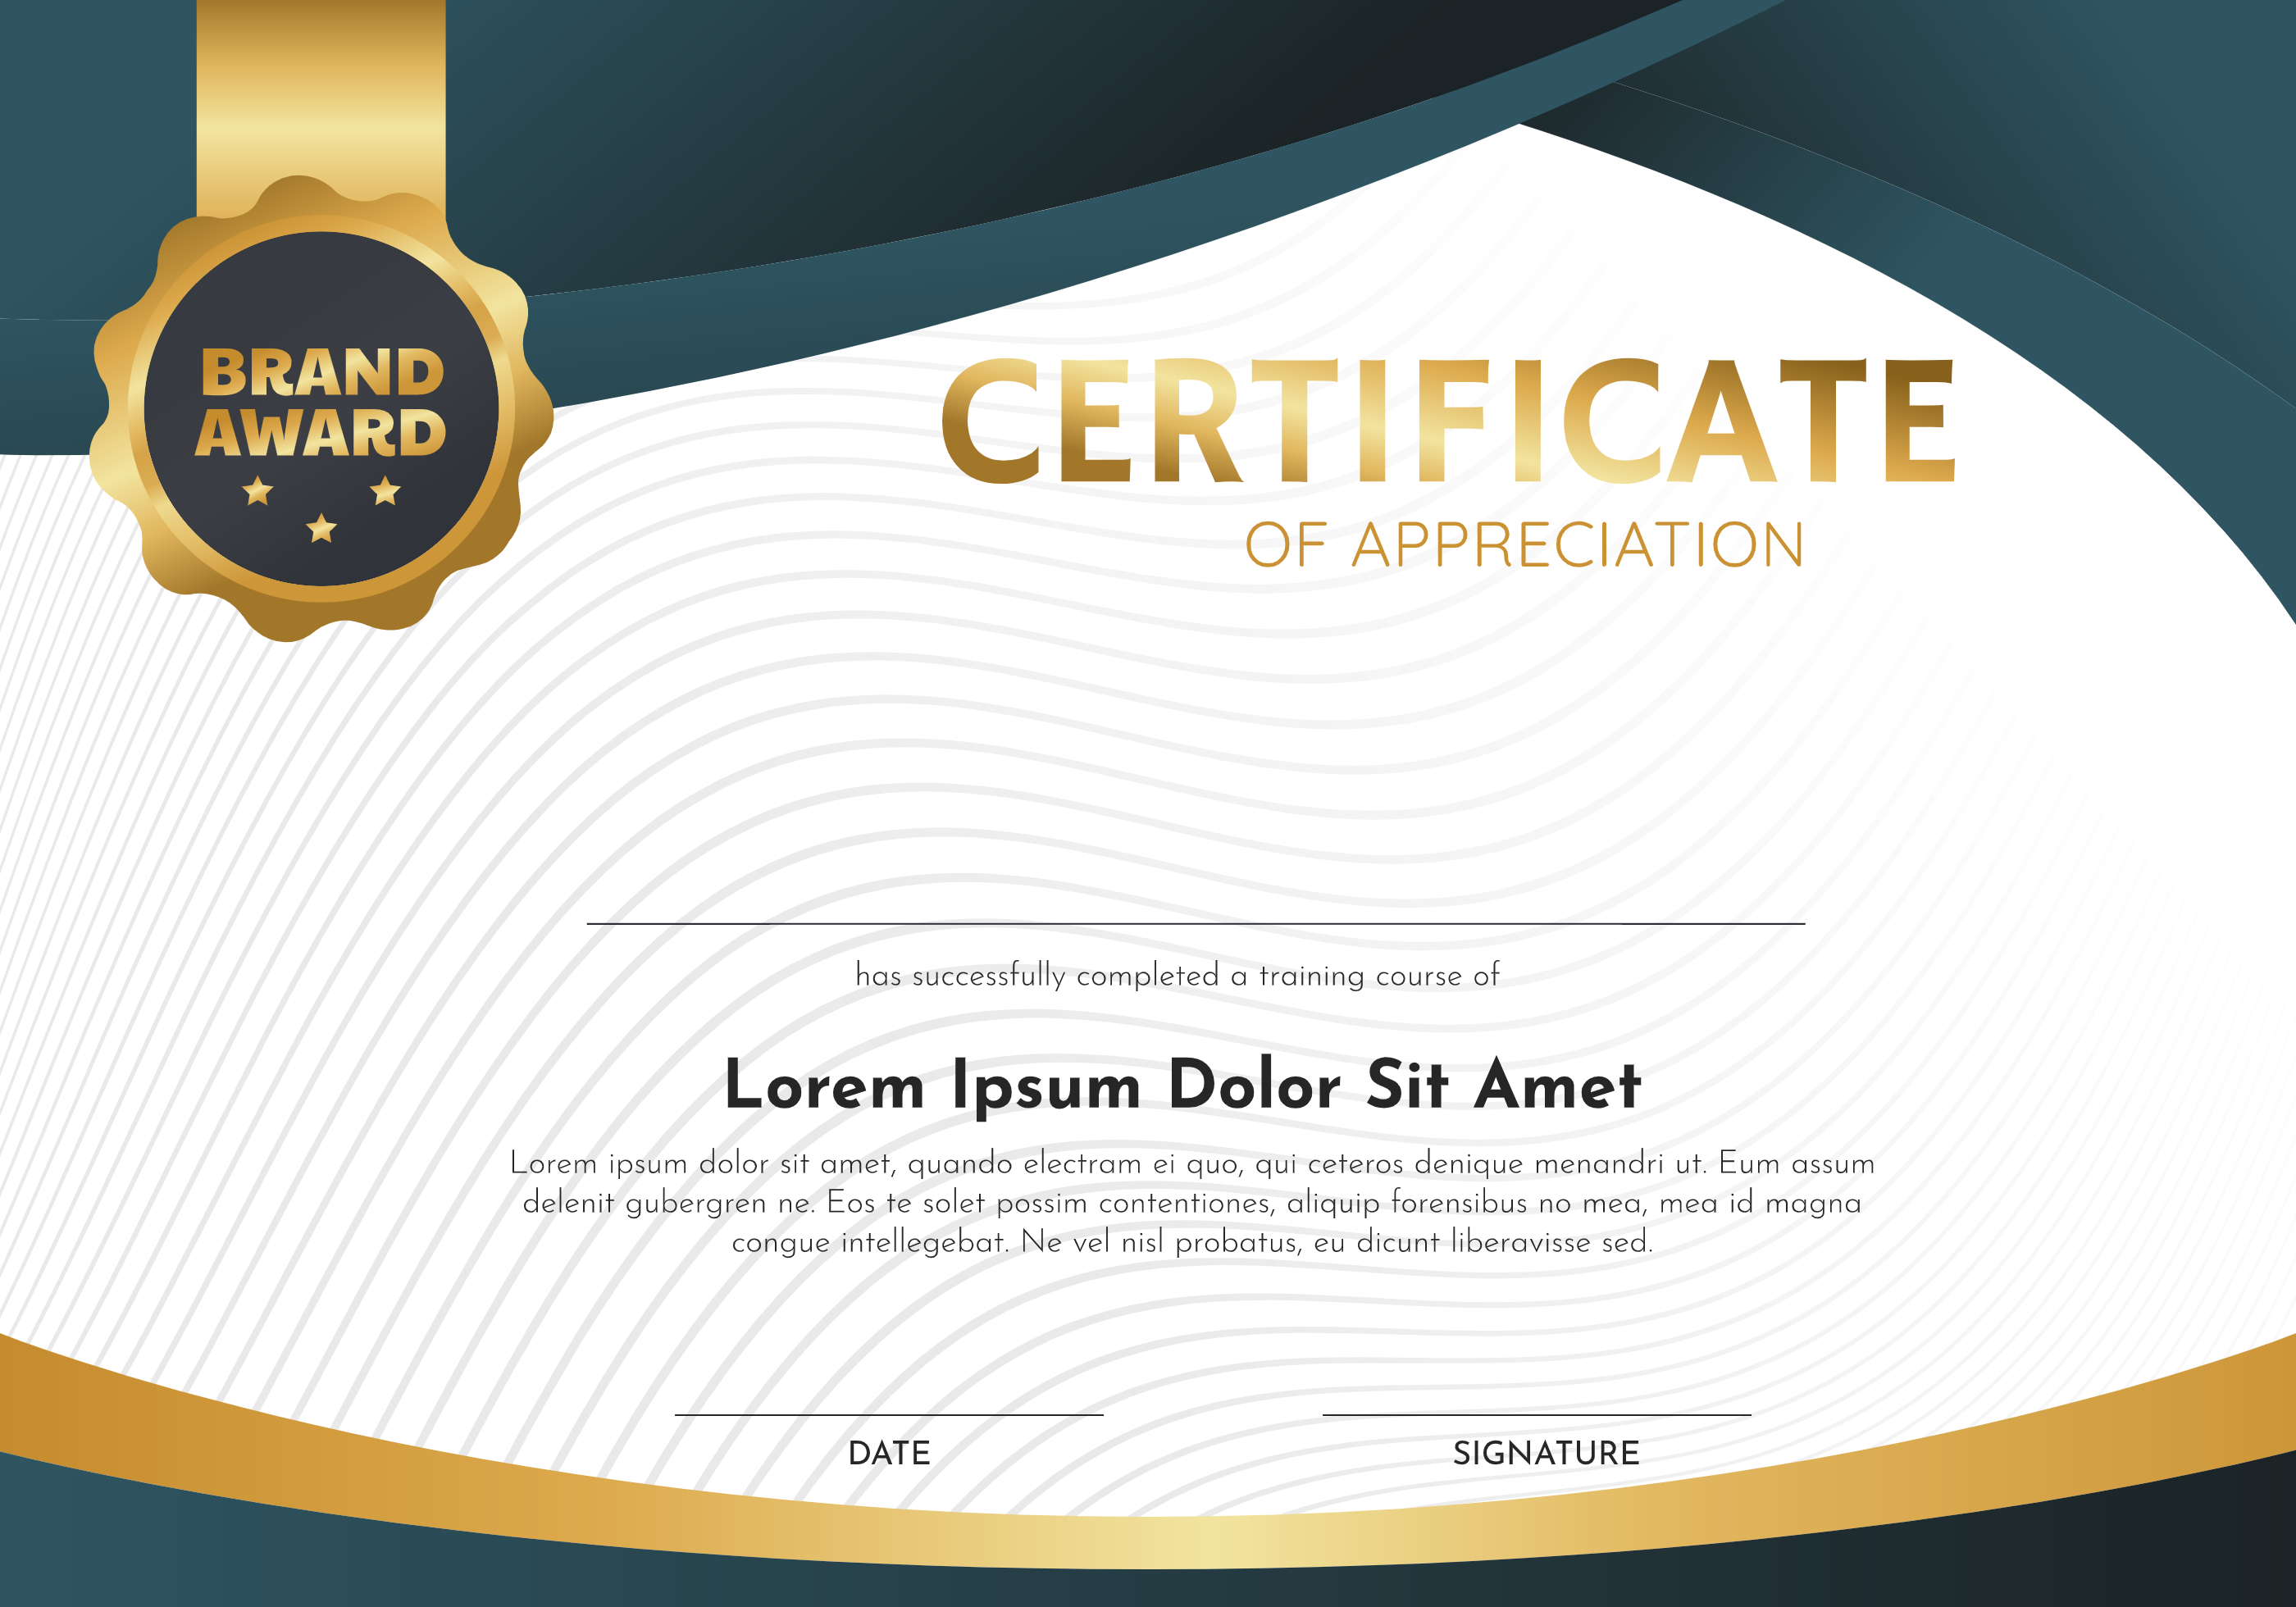 BRAND
AWARD
CERTIFICATE
OF APPRECIATION
has successfully completed a training course of
Lorem Ipsum Dolor Sit Amet
Lorem ipsum dolor sit amet, quando electram ei quo, qui ceteros denique menandri ut. Eum assum
delenit gubergren ne. Eos te solet possim contentiones, aliquip forensibus no mea, mea id magna
congue intellegebat. Ne vel nisl probatus, eu dicunt liberavisse sed.
DATE
SIGNATURE